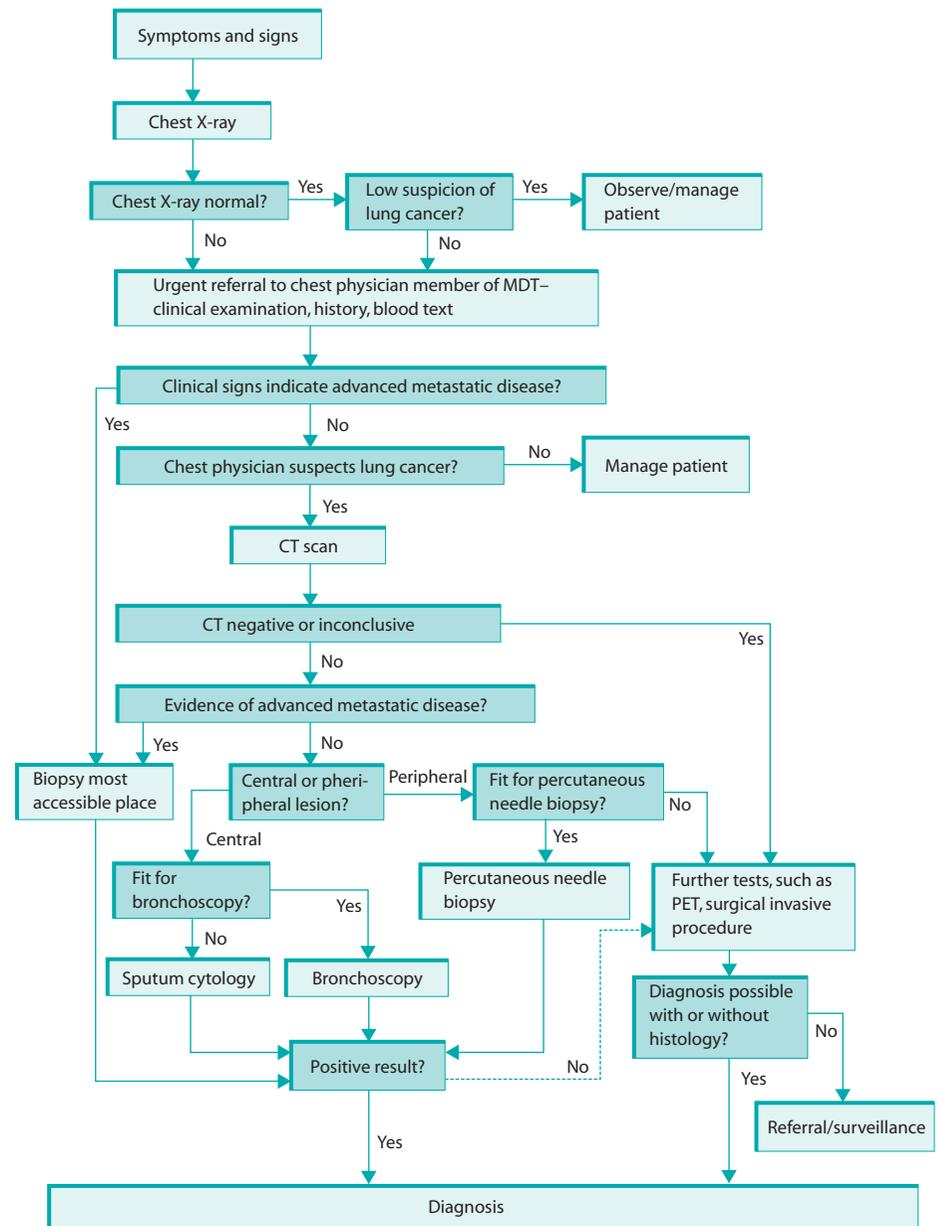 Symptoms and signs
Chest X-ray
Chest X-ray normal?
Yes
Low suspicion of
lung cancer?
Yes
Observe/manage
patient
No
No
Urgent referral to chest physician member of MDT–
clinical examination, history, blood text
Clinical signs indicate advanced metastatic disease?
Yes
No
Chest physician suspects lung cancer?
No
Manage patient
Yes
CT scan
CT negative or inconclusive
Yes
No
Evidence of advanced metastatic disease?
Yes
No
Biopsy most
accessible place
Central or pheri-
pheral lesion?
Peripheral
Fit for percutaneous
needle biopsy?
No
Central
Yes
Fit for
bronchoscopy?
Yes
Percutaneous needle
biopsy
Further tests, such as
PET, surgical invasive
procedure
No
Sputum cytology
Bronchoscopy
Diagnosis possible
with or without
histology?
No
Positive result?
No
Yes
Referral/surveillance
Yes
Diagnosis